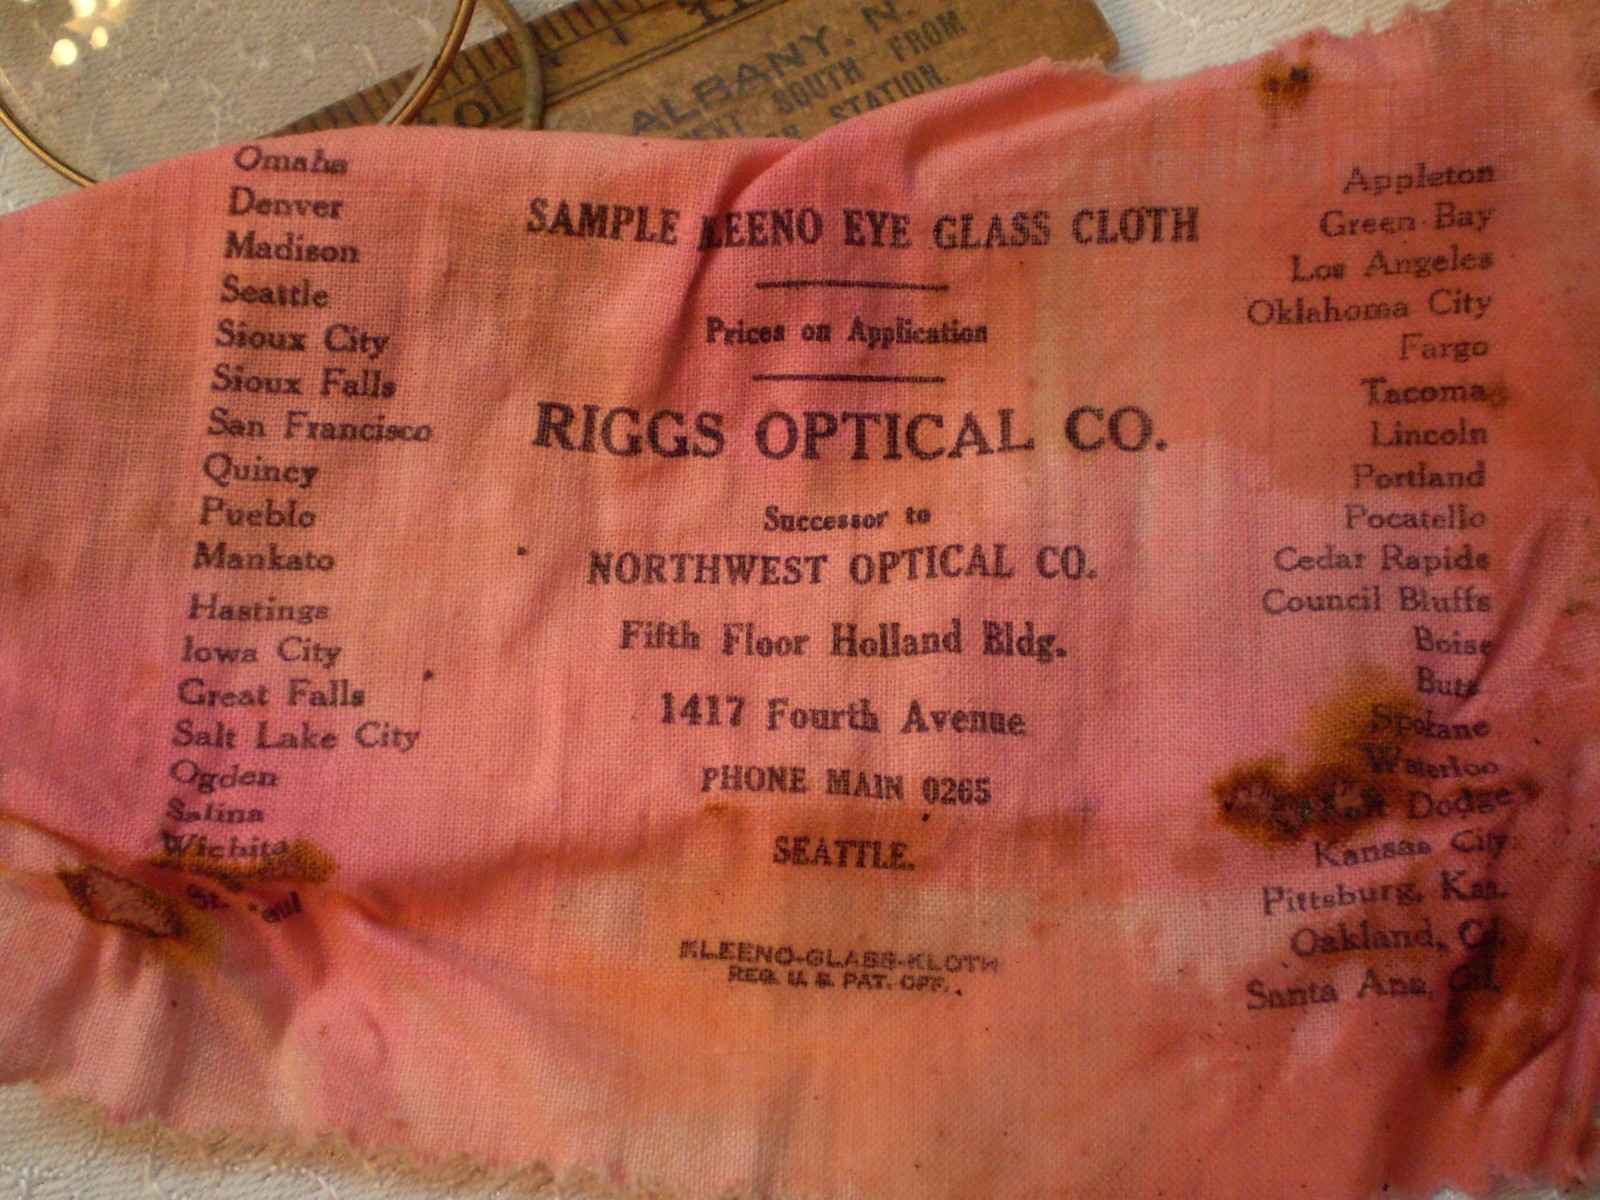 ALBANY, N.
SOUTH FROM
STATION.
Omaha
Denver
Madison
Seattle
Sioux City
Sioux Falls
San Francisco
Quincy
Pueblo
Mankato
Hastings
Iowa City
Great Falls
Salt Lake City
Ogden
Salina
Wichita
SAMPLE LEENO EYE GLASS CLOTH
Prices on Application
RIGGS OPTICAL CO.
Successor to
NORTHWEST OPTICAL CO.
Fifth Floor Holland Bldg.
1417 Fourth Avenue
PHONE MAIN 0265
SEATTLE.
KLEENO-GLASS-KLOTH
REG. U. S. PAT. OFF.
Appleton
Green Bay
Los Angeles
Oklahoma City
Fargo
Tacoma
Lincoln
Portland
Pocatello
Cedar Rapids
Council Bluffs
Boise
Butte
Spokane
Waterloo
Dodge
Kansas City
Pittsburg, Kan.
Oakland, Cal.
Santa Ana, Cal.